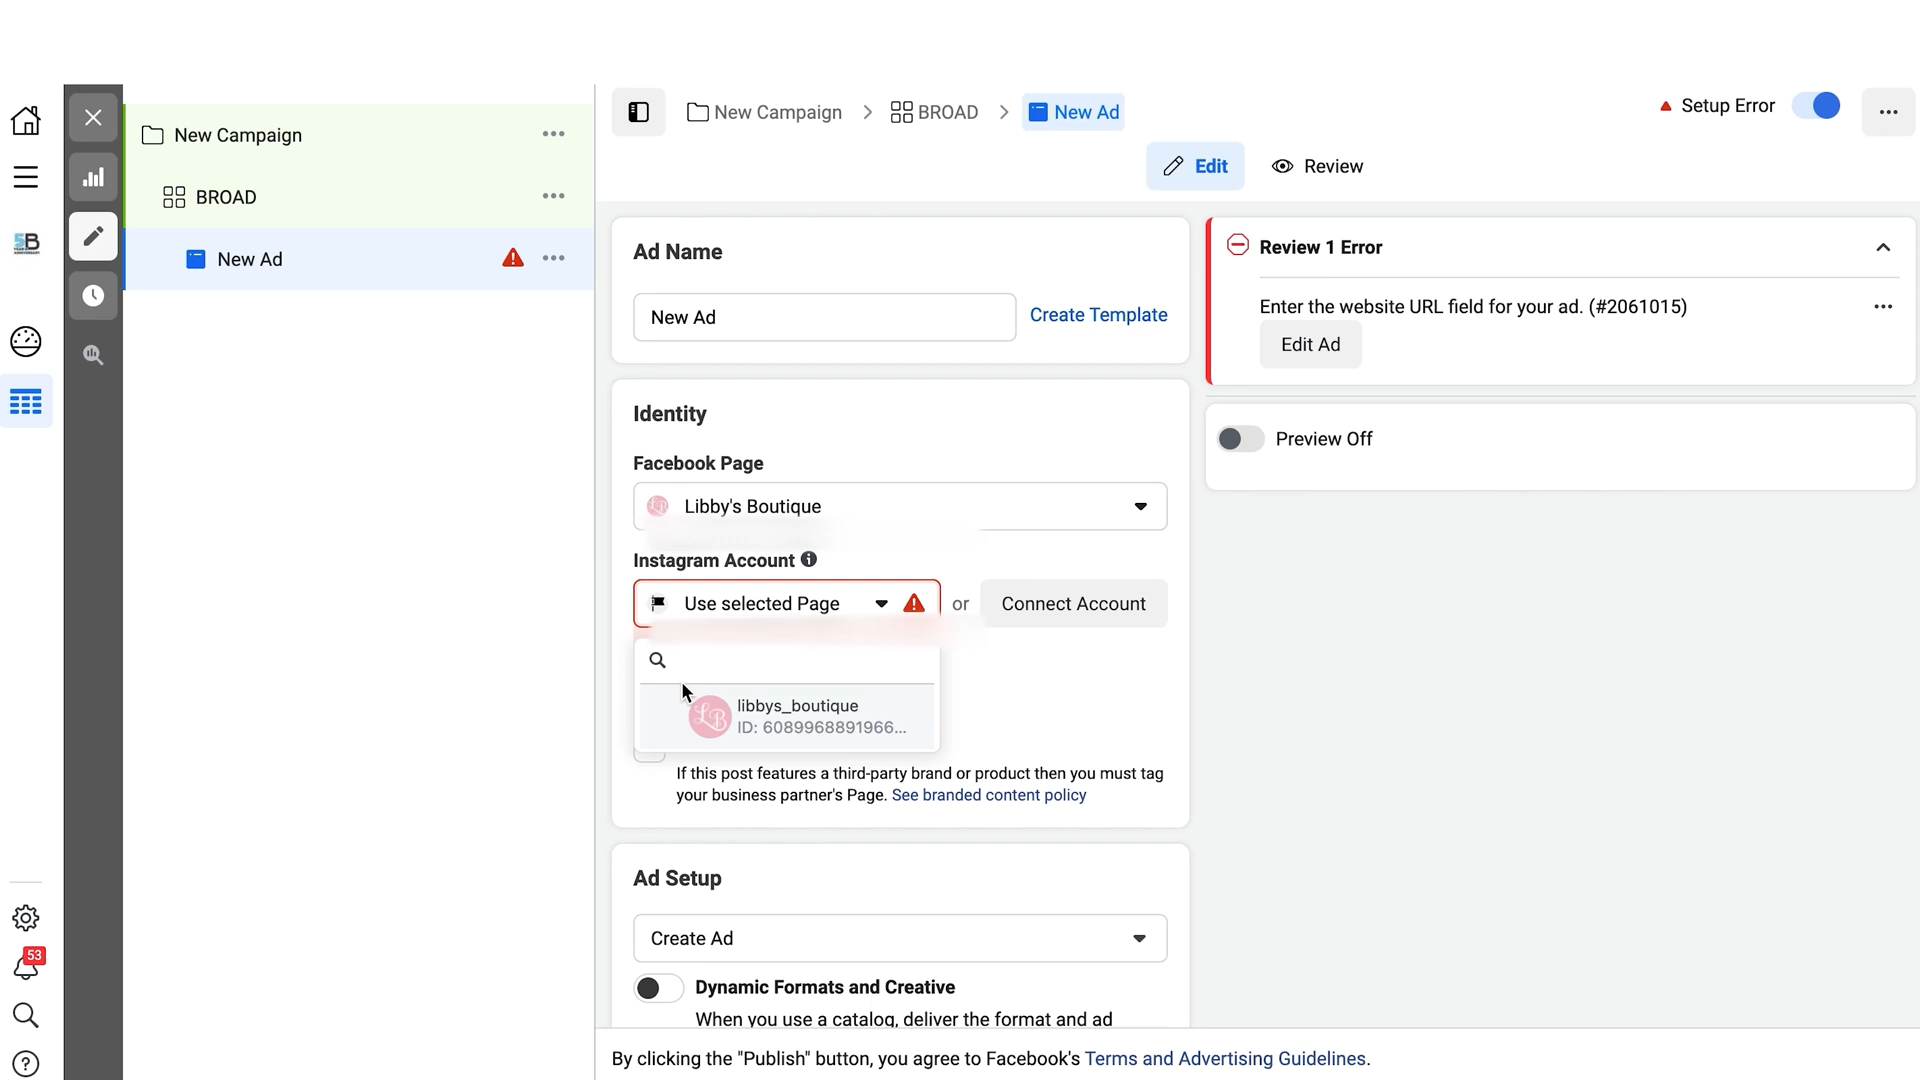 New Campaign
BROAD
New Ad
New Campaign
BROAD
New Ad
Setup Error
Edit
Review
Ad Name
New Ad
Create Template
Identity
Facebook Page
Libby's Boutique
Instagram Account
Use selected Page
or
Connect Account
libbys_boutique
ID: 6089968891966...
If this post features a third-party brand or product then you must tag
your business partner's Page. See branded content policy
Ad Setup
Create Ad
Dynamic Formats and Creative
When you use a catalog, deliver the format and ad
By clicking the "Publish" button, you agree to Facebook's Terms and Advertising Guidelines.
Review 1 Error
Enter the website URL field for your ad. (#2061015)
Edit Ad
Preview Off
53